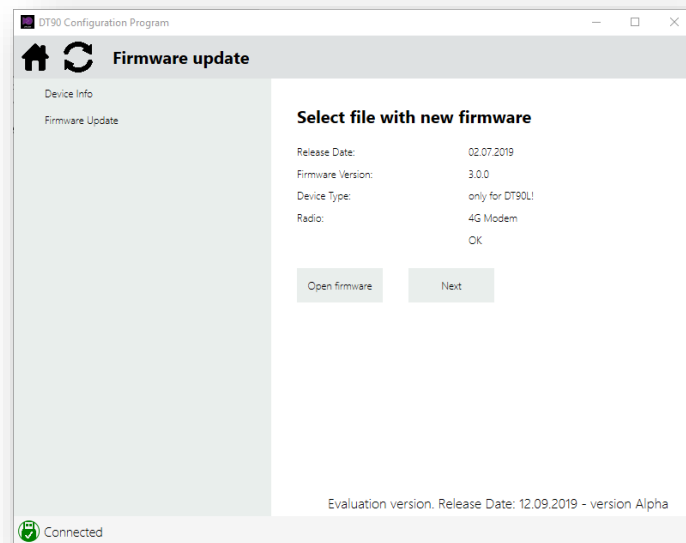 DT90 Configuration Program
Firmware update
Device Info
Firmware Update
Select file with new firmware
Release Date: 02.07.2019
Firmware Version: 3.0.0
Device Type: only for DT90L!
Radio: 4G Modem
OK
Open firmware Next
Evaluation version. Release Date: 12.09.2019 - version Alpha
Connected